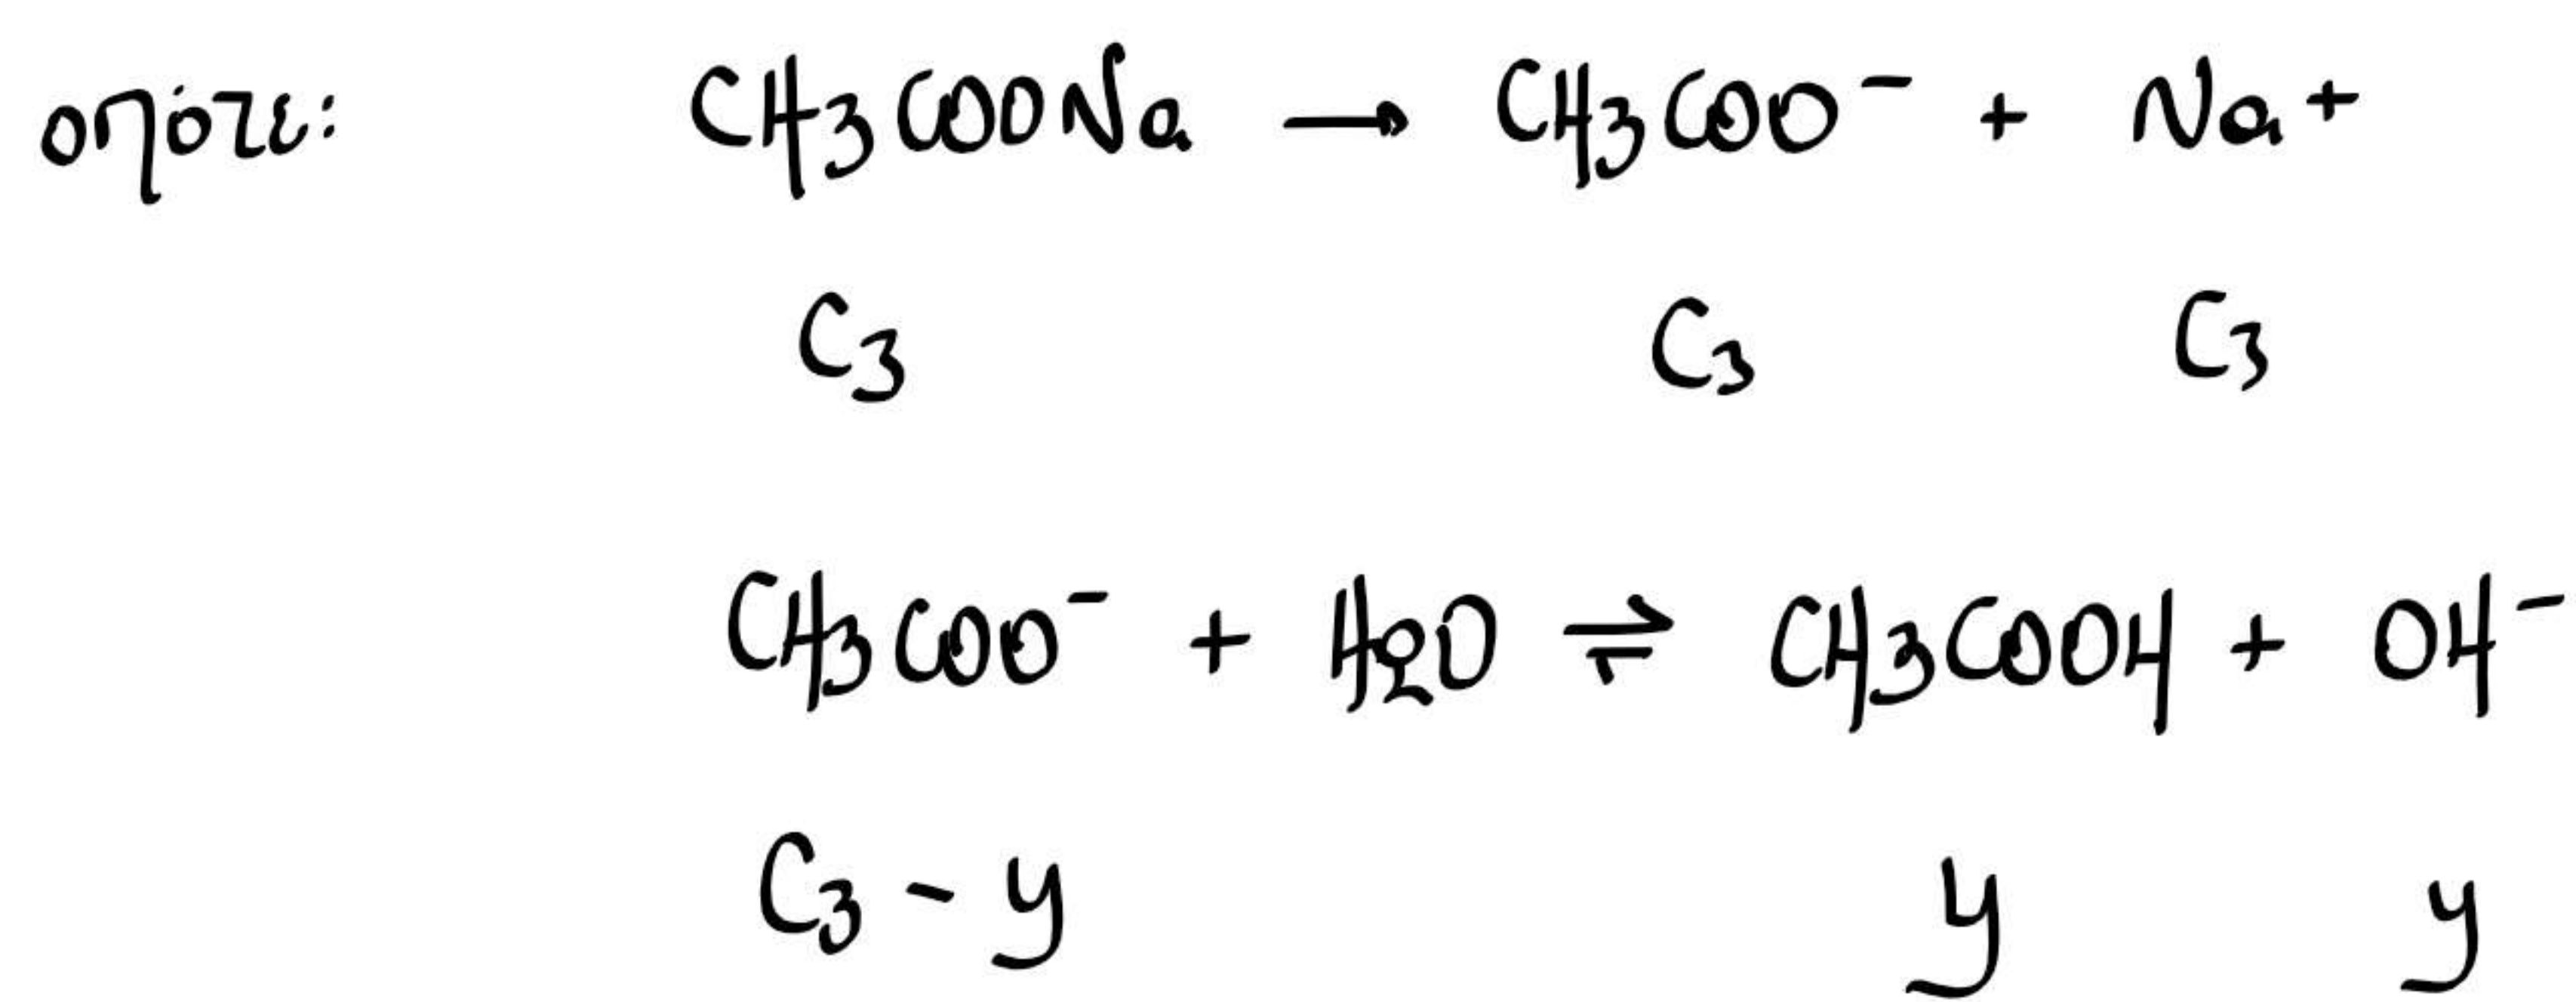 οπότε: CH3COONa → CH3COO⁻ + Na⁺
C3 C3 C3
CH3COO⁻ + H2O ⇌ CH3COOH + OH⁻
C3 - y y y